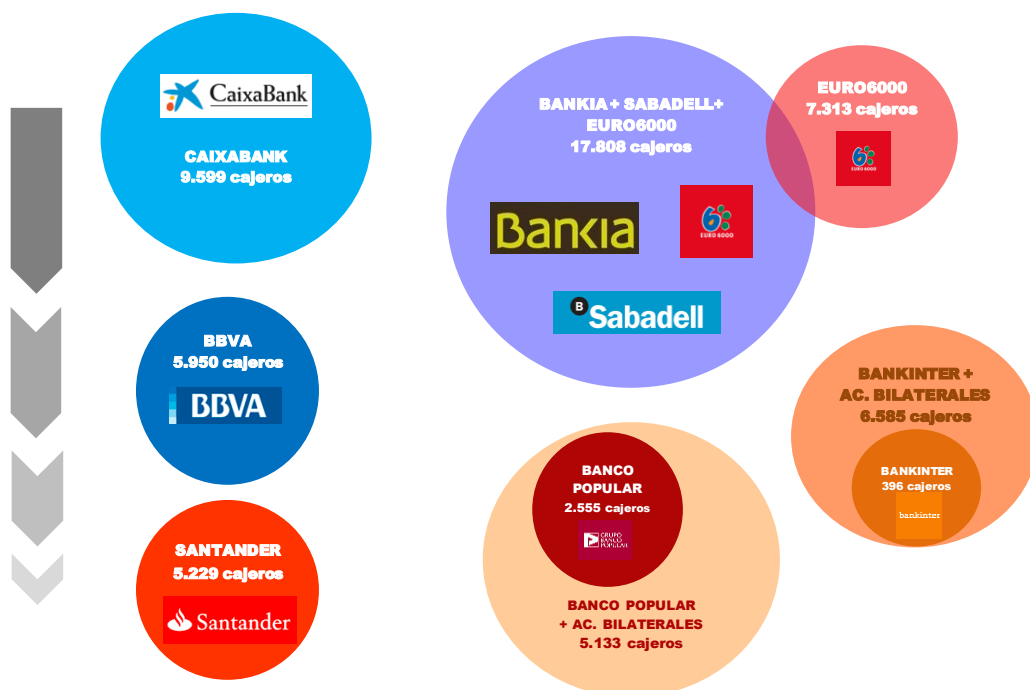 CaixaBank
CAIXABANK
9.599 cajeros
BANKIA+ SABADELL+
EURO6000
17.808 cajeros
Bankia
6
EURO 6000
B Sabadell
EURO6000
7.313 cajeros
6
EURO 6000
BBVA
5.950 cajeros
BBVA
BANKINTER +
AC. BILATERALES
6.585 cajeros
BANKINTER
396 cajeros
bankinter
BANCO
POPULAR
2.555 cajeros
GRUPO
BANCO
POPULAR
BANCO POPULAR
+ AC. BILATERALES
5.133 cajeros
SANTANDER
5.229 cajeros
Santander